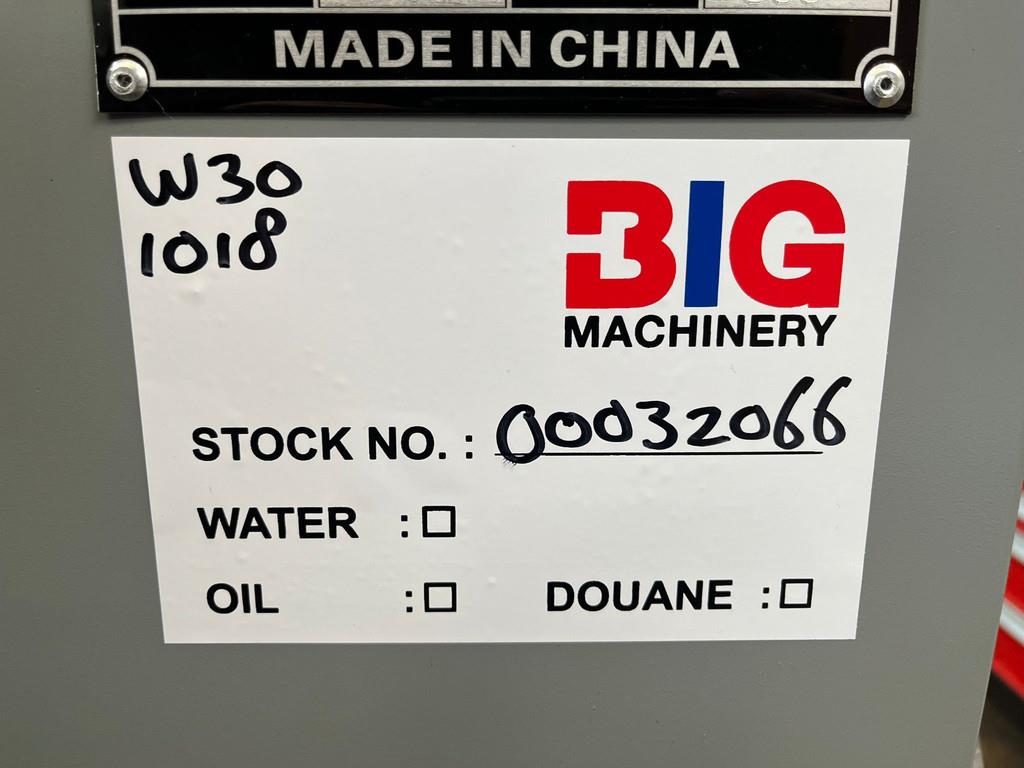 MADE IN CHINA
W30
1018
BIG
MACHINERY
STOCK NO. : 00032066
WATER : ☐
OIL : ☐ DOUANE : ☐